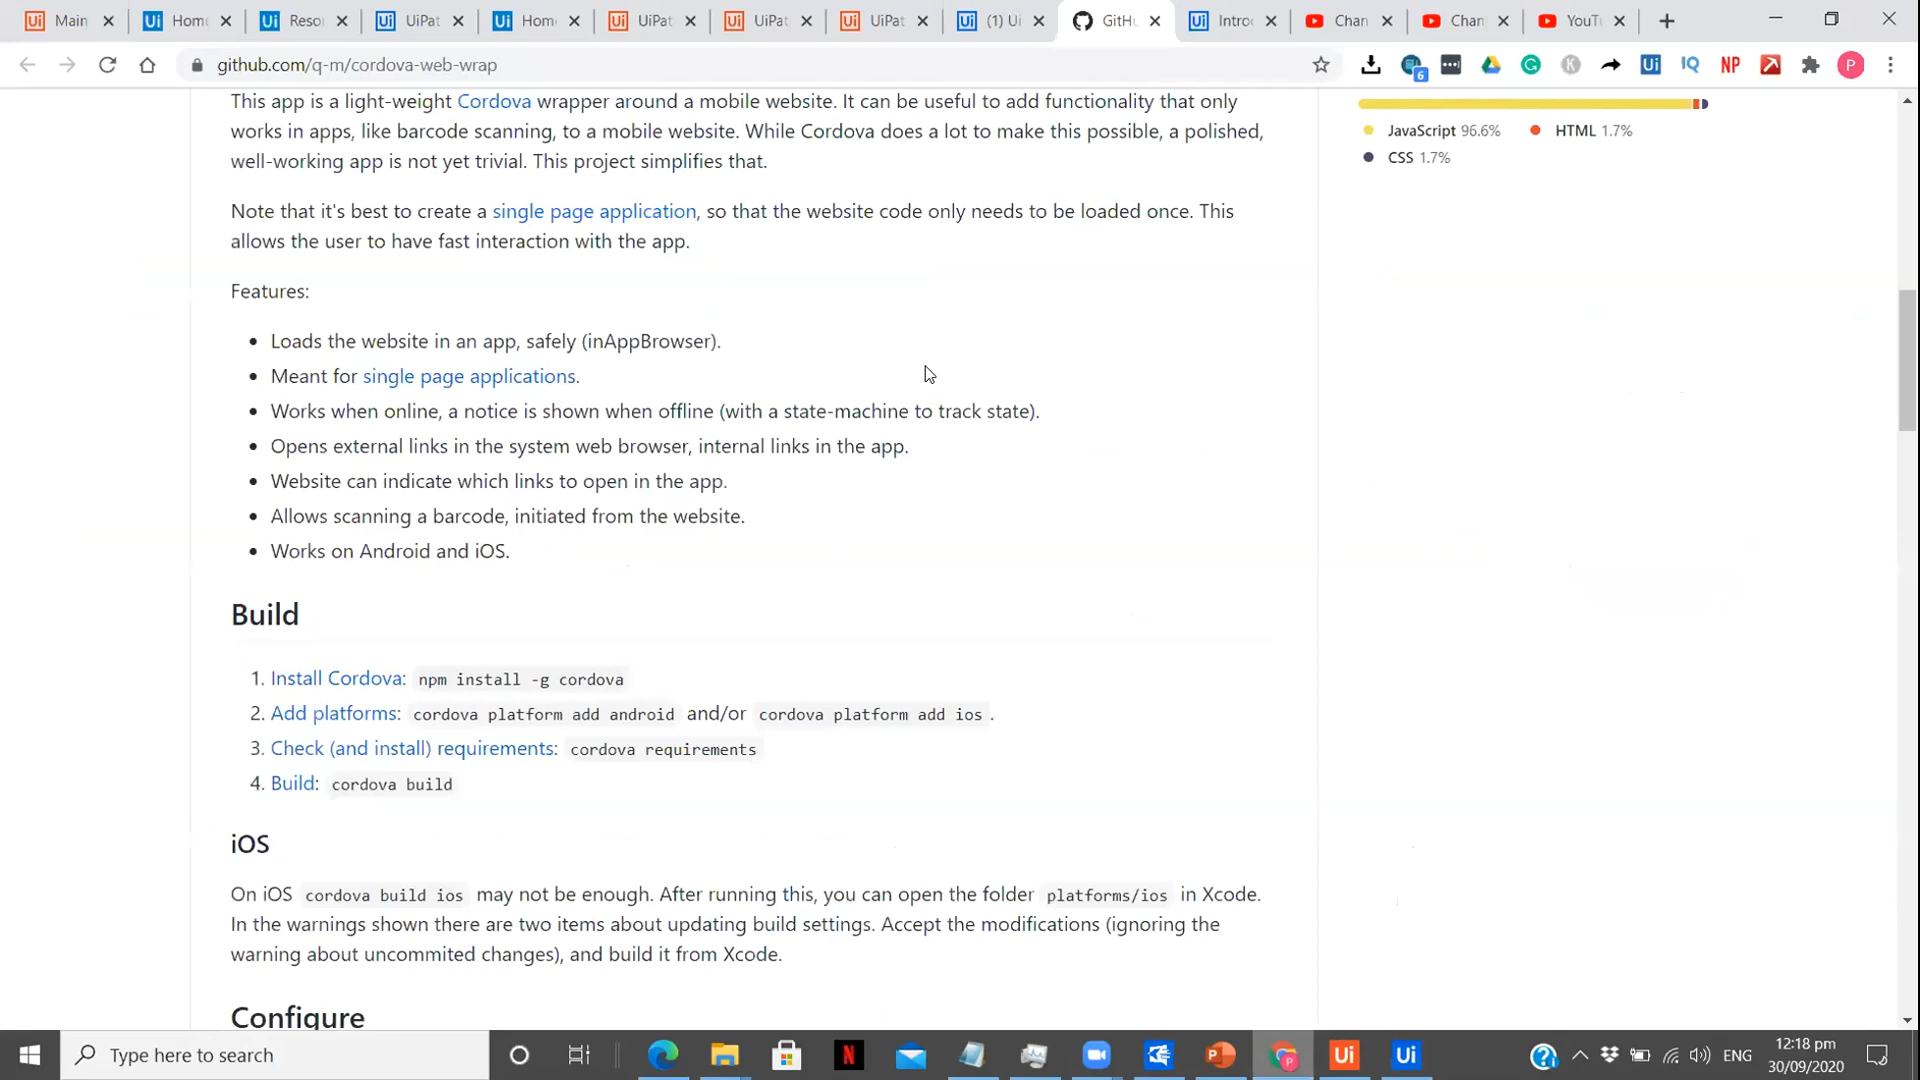 Main
Home
Reso
UiPat
Home
UiPat
UiPat
UiPat
(1) Ui
GitHu
Introd
Chan
Chan
YouTu
github.com/q-m/cordova-web-wrap
6
IQ
NP
P
This app is a light-weight Cordova wrapper around a mobile website. It can be useful to add functionality that only
works in apps, like barcode scanning, to a mobile website. While Cordova does a lot to make this possible, a polished,
well-working app is not yet trivial. This project simplifies that.
Note that it's best to create a single page application, so that the website code only needs to be loaded once. This
allows the user to have fast interaction with the app.
Features:
Loads the website in an app, safely (inAppBrowser).
Meant for single page applications.
Works when online, a notice is shown when offline (with a state-machine to track state).
Opens external links in the system web browser, internal links in the app.
Website can indicate which links to open in the app.
Allows scanning a barcode, initiated from the website.
Works on Android and iOS.
JavaScript 96.6% HTML 1.7%
CSS 1.7%
Build
1. Install Cordova: npm install -g cordova
2. Add platforms: cordova platform add android and/or cordova platform add ios .
3. Check (and install) requirements: cordova requirements
4. Build: cordova build
iOS
On iOS cordova build ios may not be enough. After running this, you can open the folder platforms/ios in Xcode.
In the warnings shown there are two items about updating build settings. Accept the modifications (ignoring the
warning about uncommited changes), and build it from Xcode.
Configure
Type here to search
ENG
12:18 pm
30/09/2020